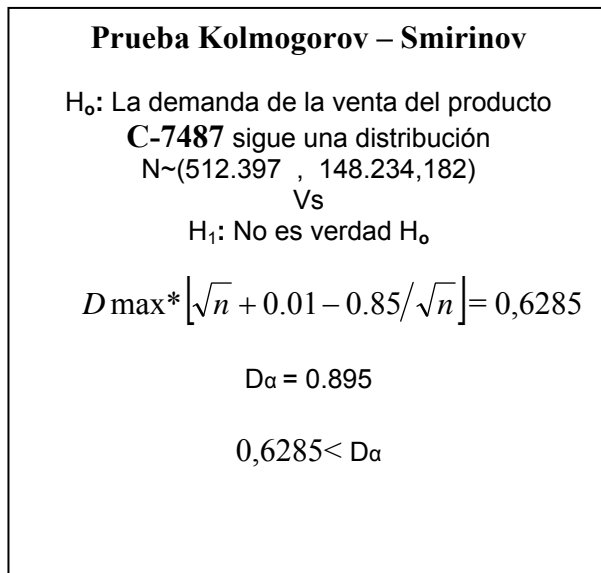 Prueba Kolmogorov – Smirinov
Ho: La demanda de la venta del producto
C-7487 sigue una distribución
N~(512.397 , 148.234,182)
Vs
H1: No es verdad Ho
D max*⌊√n + 0.01 − 0.85/√n⌋= 0,6285
Dα = 0.895
0,6285< Dα